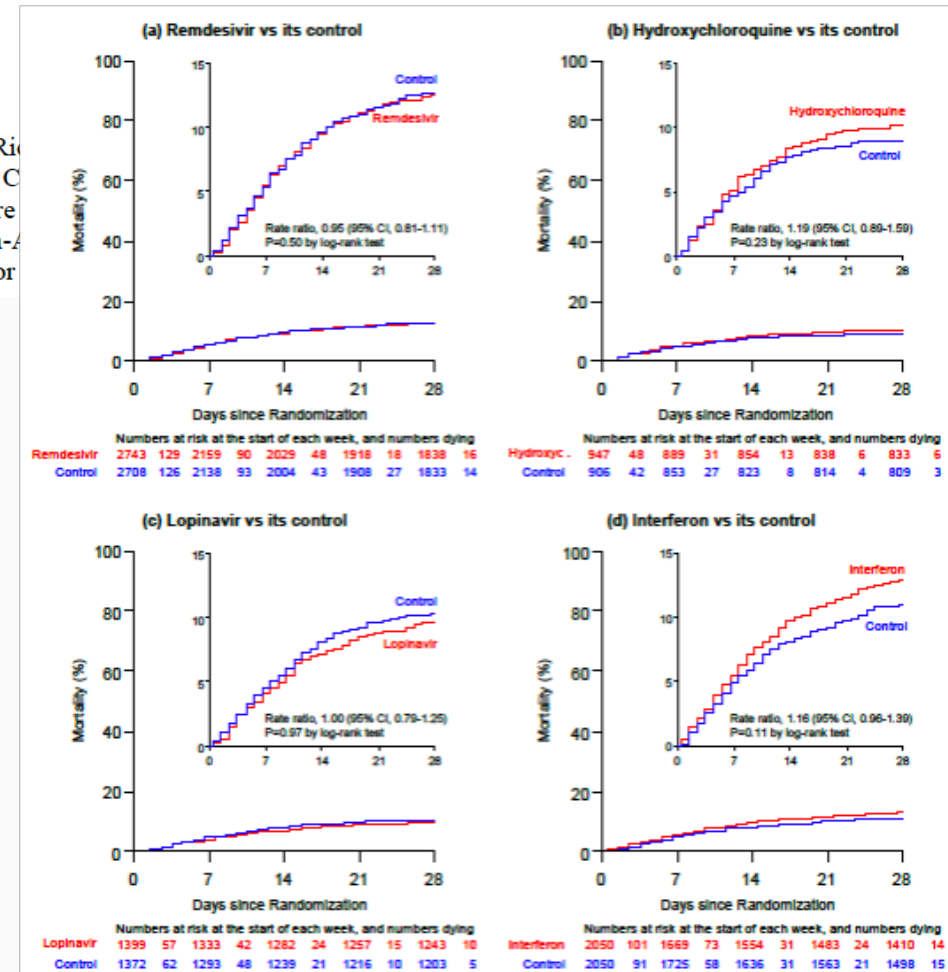 (a) Remdesivir vs its control
100
80
60
40
20
0
Mortality (%)
15
10
5
0
Control
Remdesivir
Rate ratio, 0.95 (95% CI, 0.81-1.11)
P=0.50 by log-rank test
0 7 14 21 28
0 7 14 21 28
Days since Randomization
Numbers at risk at the start of each week, and numbers dying
Remdesivir 2743 129 2159 90 2029 48 1918 18 1838 16
Control 2708 126 2138 93 2004 43 1908 27 1833 14
(b) Hydroxychloroquine vs its control
100
80
60
40
20
0
Mortality (%)
15
10
5
0
Hydroxychloroquine
Control
Rate ratio, 1.19 (95% CI, 0.89-1.59)
P=0.23 by log-rank test
0 7 14 21 28
0 7 14 21 28
Days since Randomization
Numbers at risk at the start of each week, and numbers dying
Hydroxyc. 947 48 889 31 854 13 838 6 833 6
Control 906 42 853 27 823 8 814 4 809 3
(c) Lopinavir vs its control
100
80
60
40
20
0
Mortality (%)
15
10
5
0
Control
Lopinavir
Rate ratio, 1.00 (95% CI, 0.79-1.25)
P=0.97 by log-rank test
0 7 14 21 28
0 7 14 21 28
Days since Randomization
Numbers at risk at the start of each week, and numbers dying
Lopinavir 1399 57 1333 42 1282 24 1257 15 1243 10
Control 1372 62 1293 48 1239 21 1216 10 1203 5
(d) Interferon vs its control
100
80
60
40
20
0
Mortality (%)
15
10
5
0
Interferon
Control
Rate ratio, 1.16 (95% CI, 0.96-1.39)
P=0.11 by log-rank test
0 7 14 21 28
0 7 14 21 28
Days since Randomization
Numbers at risk at the start of each week, and numbers dying
Interferon 2050 101 1669 73 1554 31 1483 24 1410 14
Control 2050 91 1725 58 1636 31 1563 21 1498 15